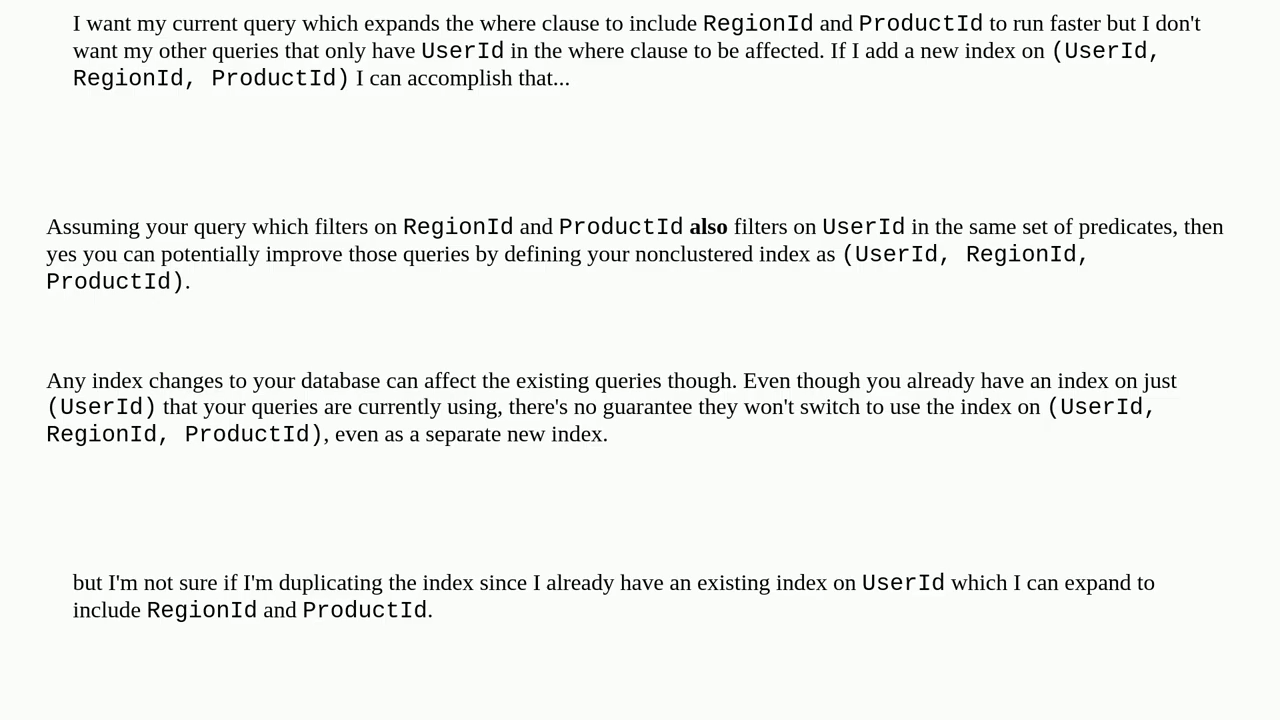 I want my current query which expands the where clause to include RegionId and ProductId to run faster but I don't
want my other queries that only have UserId in the where clause to be affected. If I add a new index on (UserId,
RegionId, ProductId) I can accomplish that...
Assuming your query which filters on RegionId and ProductId also filters on UserId in the same set of predicates, then
yes you can potentially improve those queries by defining your nonclustered index as (UserId, RegionId,
ProductId).
Any index changes to your database can affect the existing queries though. Even though you already have an index on just
(UserId) that your queries are currently using, there's no guarantee they won't switch to use the index on (UserId,
RegionId, ProductId), even as a separate new index.
but I'm not sure if I'm duplicating the index since I already have an existing index on UserId which I can expand to
include RegionId and ProductId.